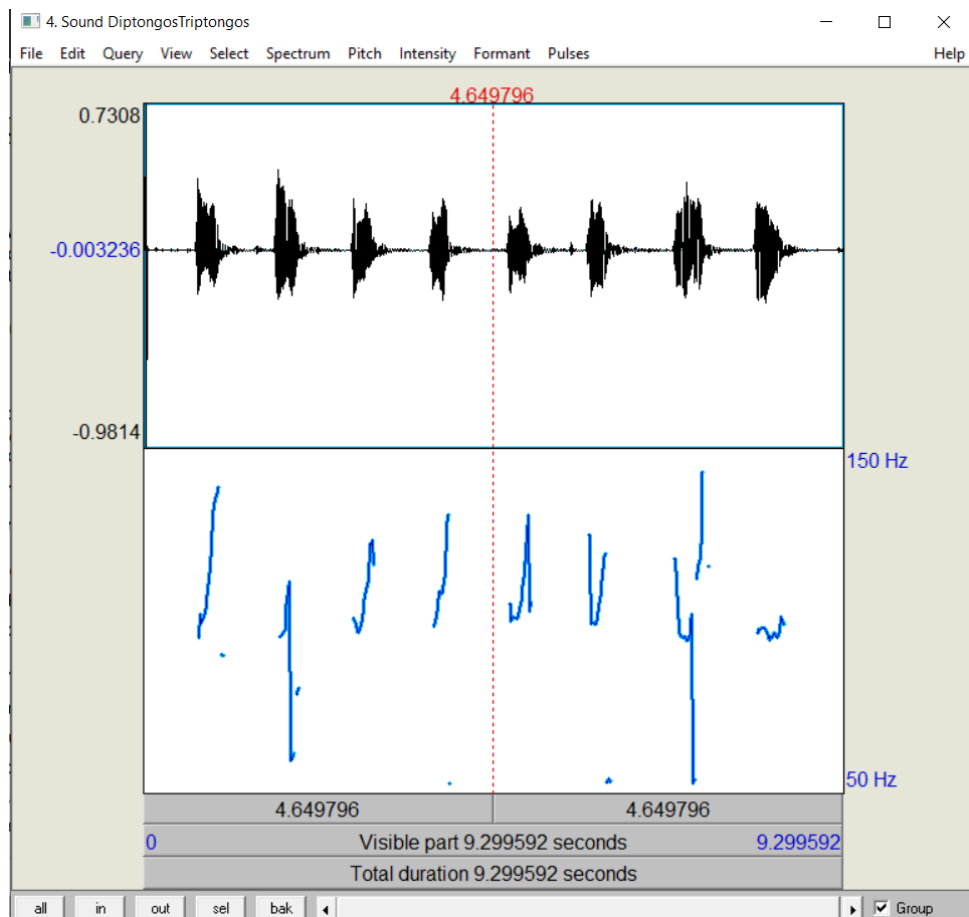 4. Sound DiptongosTriptongos
File Edit Query View Select Spectrum Pitch Intensity Formant Pulses Help
4.649796
0.7308
-0.003236
-0.9814
150 Hz
50 Hz
4.649796 4.649796
0 Visible part 9.299592 seconds 9.299592
Total duration 9.299592 seconds
all in out sel bak Group